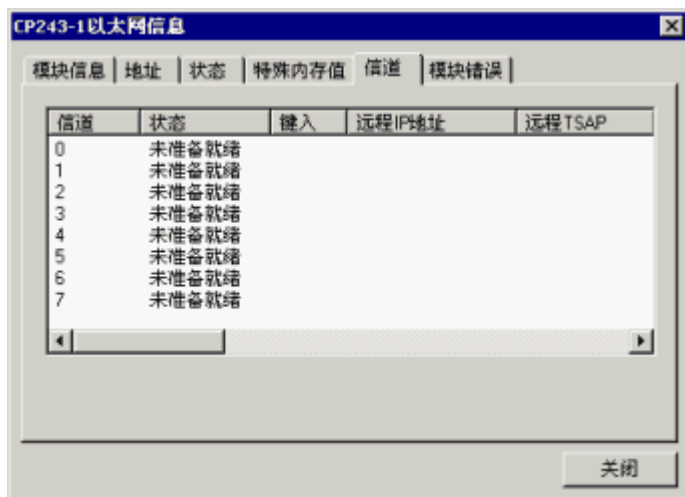 CP243-1以太网信息
模块信息 地址 状态 特殊内存值 信道 模块错误
信道 状态 键入 远程IP地址 远程TSAP
0 未准备就绪
1 未准备就绪
2 未准备就绪
3 未准备就绪
4 未准备就绪
5 未准备就绪
6 未准备就绪
7 未准备就绪
关闭